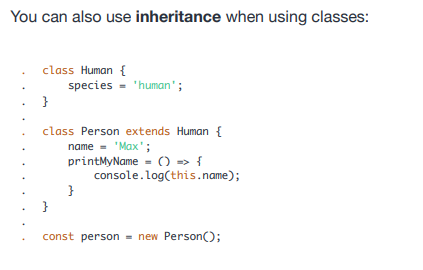 You can also use inheritance when using classes:
. class Human {
.     species = 'human';
. }
.
. class Person extends Human {
.     name = 'Max';
.     printMyName = () => {
.         console.log(this.name);
.     }
. }
.
. const person = new Person();